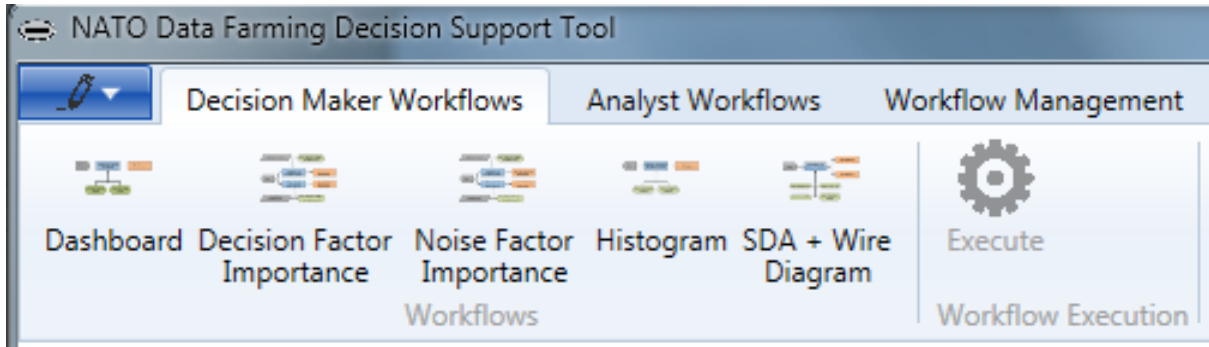 NATO Data Farming Decision Support Tool
Decision Maker Workflows Analyst Workflows Workflow Management
Dashboard Decision Factor Importance Noise Factor Importance Histogram SDA + Wire Diagram Execute
Workflows Workflow Execution